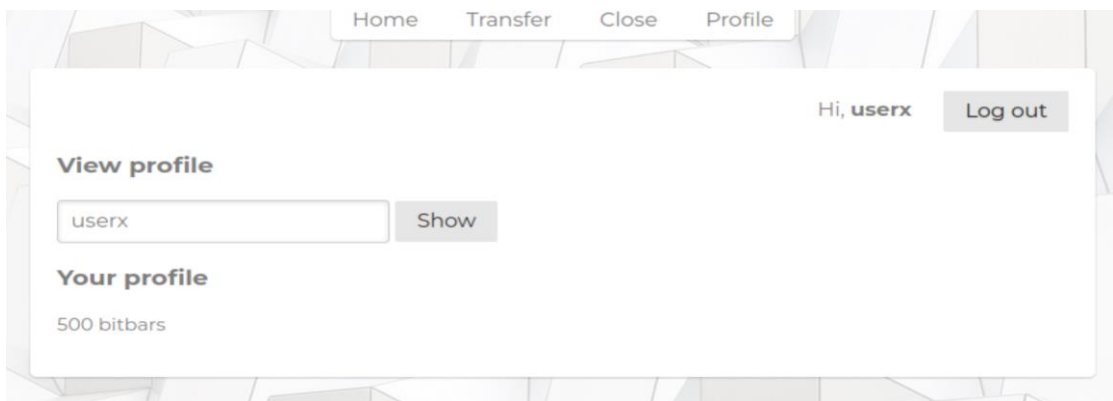 Home Transfer Close Profile
Hi, userx Log out
View profile
userx Show
Your profile
500 bitbars